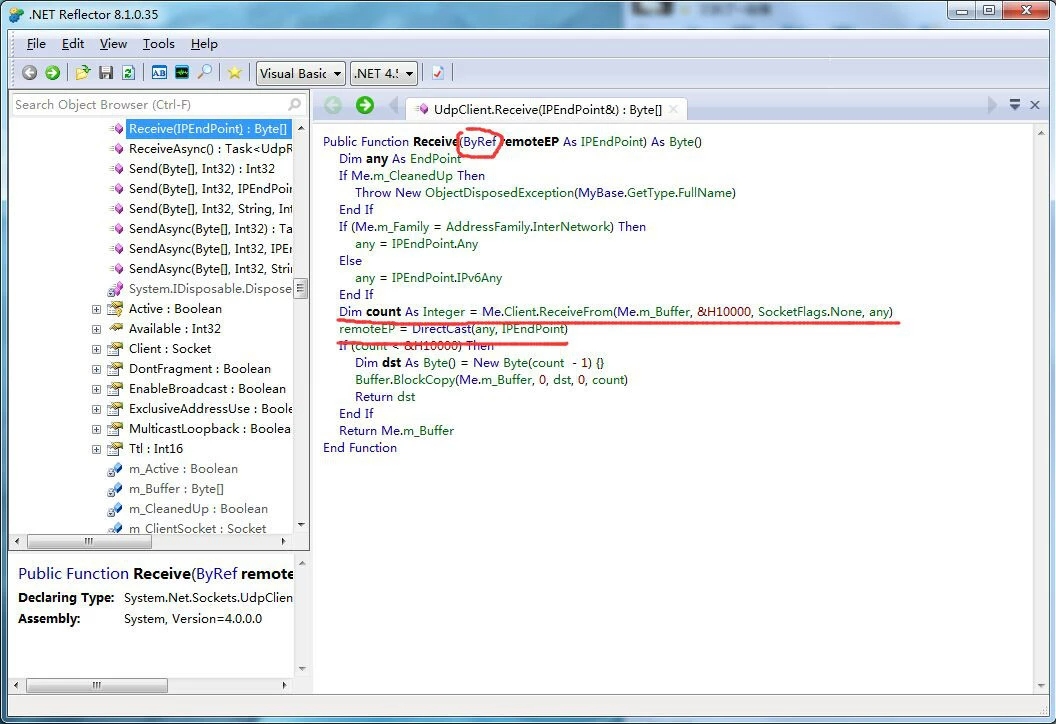 .NET Reflector 8.1.0.35
File Edit View Tools Help
Visual Basic .NET 4.5
Search Object Browser (Ctrl-F)
Receive(IPEndPoint) : Byte[]
ReceiveAsync() : Task<UdpR
Send(Byte[], Int32) : Int32
Send(Byte[], Int32, IPEndPoin
Send(Byte[], Int32, String, Int
SendAsync(Byte[], Int32) : Ta
SendAsync(Byte[], Int32, IPE
SendAsync(Byte[], Int32, Strin
System.IDisposable.Dispose
Active : Boolean
Available : Int32
Client : Socket
DontFragment : Boolean
EnableBroadcast : Boolean
ExclusiveAddressUse : Boole
MulticastLoopback : Boolea
Ttl : Int16
m_Active : Boolean
m_Buffer : Byte[]
m_CleanedUp : Boolean
m_ClientSocket : Socket
UdpClient.Receive(IPEndPoint&) : Byte[]
Public Function Receive(ByRef remoteEP As IPEndPoint) As Byte()
Dim any As EndPoint
If Me.m_CleanedUp Then
Throw New ObjectDisposedException(MyBase.GetType.FullName)
End If
If (Me.m_Family = AddressFamily.InterNetwork) Then
any = IPEndPoint.Any
Else
any = IPEndPoint.IPv6Any
End If
Dim count As Integer = Me.Client.ReceiveFrom(Me.m_Buffer, &H10000, SocketFlags.None, any)
remoteEP = DirectCast(any, IPEndPoint)
If (count < &H10000) Then
Dim dst As Byte() = New Byte(count - 1) {}
Buffer.BlockCopy(Me.m_Buffer, 0, dst, 0, count)
Return dst
End If
Return Me.m_Buffer
End Function
Public Function Receive(ByRef remote
Declaring Type: System.Net.Sockets.UdpClien
Assembly: System, Version=4.0.0.0